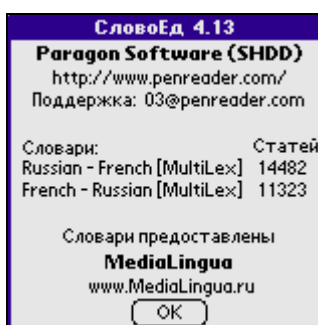 СловоЕд 4.13
Paragon Software (SHDD)
http://www.penreader.com/
Поддержка: 03@penreader.com
Словари: Статей
Russian - French [MultiLex] 14482
French - Russian [MultiLex] 11323
Словари предоставлены
MediaLingua
www.MediaLingua.ru
OK